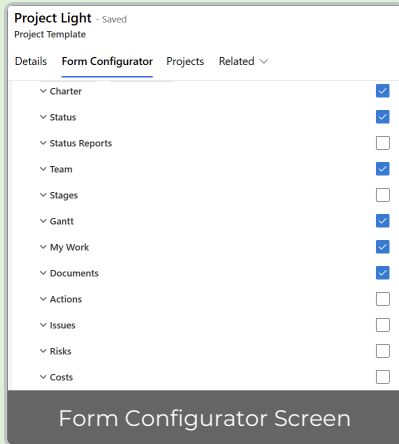 Project Light - Saved
Project Template
Details Form Configurator Projects Related
Charter
Status
Status Reports
Team
Stages
Gantt
My Work
Documents
Actions
Issues
Risks
Costs
Form Configurator Screen